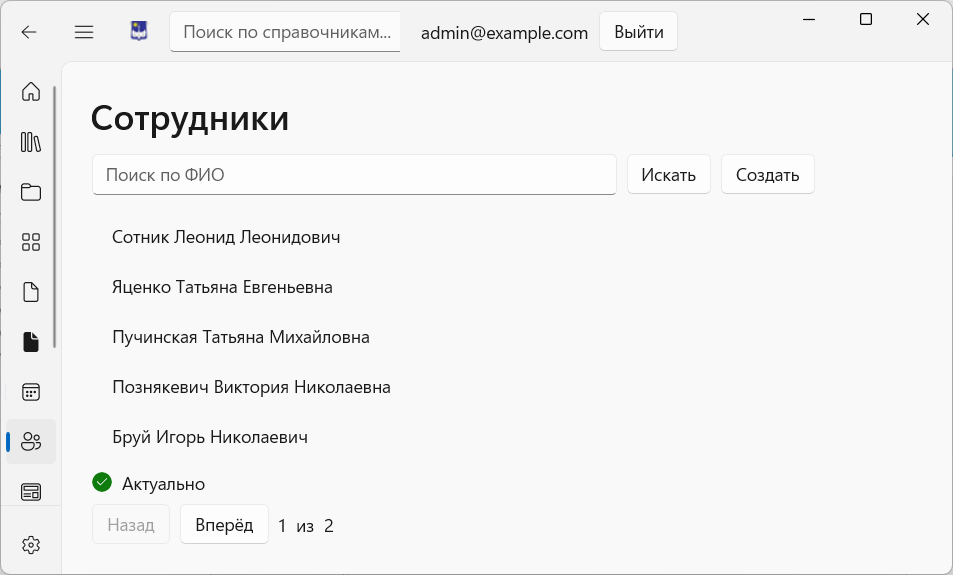 Поиск по справочникам... admin@example.com Выйти
Сотрудники
Поиск по ФИО Искать Создать
Сотник Леонид Леонидович
Яценко Татьяна Евгеньевна
Пучинская Татьяна Михайловна
Познякевич Виктория Николаевна
Бруй Игорь Николаевич
Актуально
Назад Вперёд 1 из 2